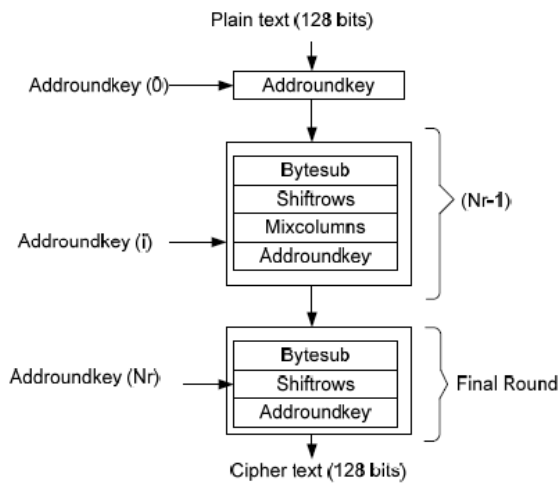 Plain text (128 bits)
Addroundkey (0)
Addroundkey
Bytesub
Shiftrows
Mixcolumns
Addroundkey
Addroundkey (i)
(Nr-1)
Bytesub
Shiftrows
Addroundkey
Addroundkey (Nr)
Final Round
Cipher text (128 bits)